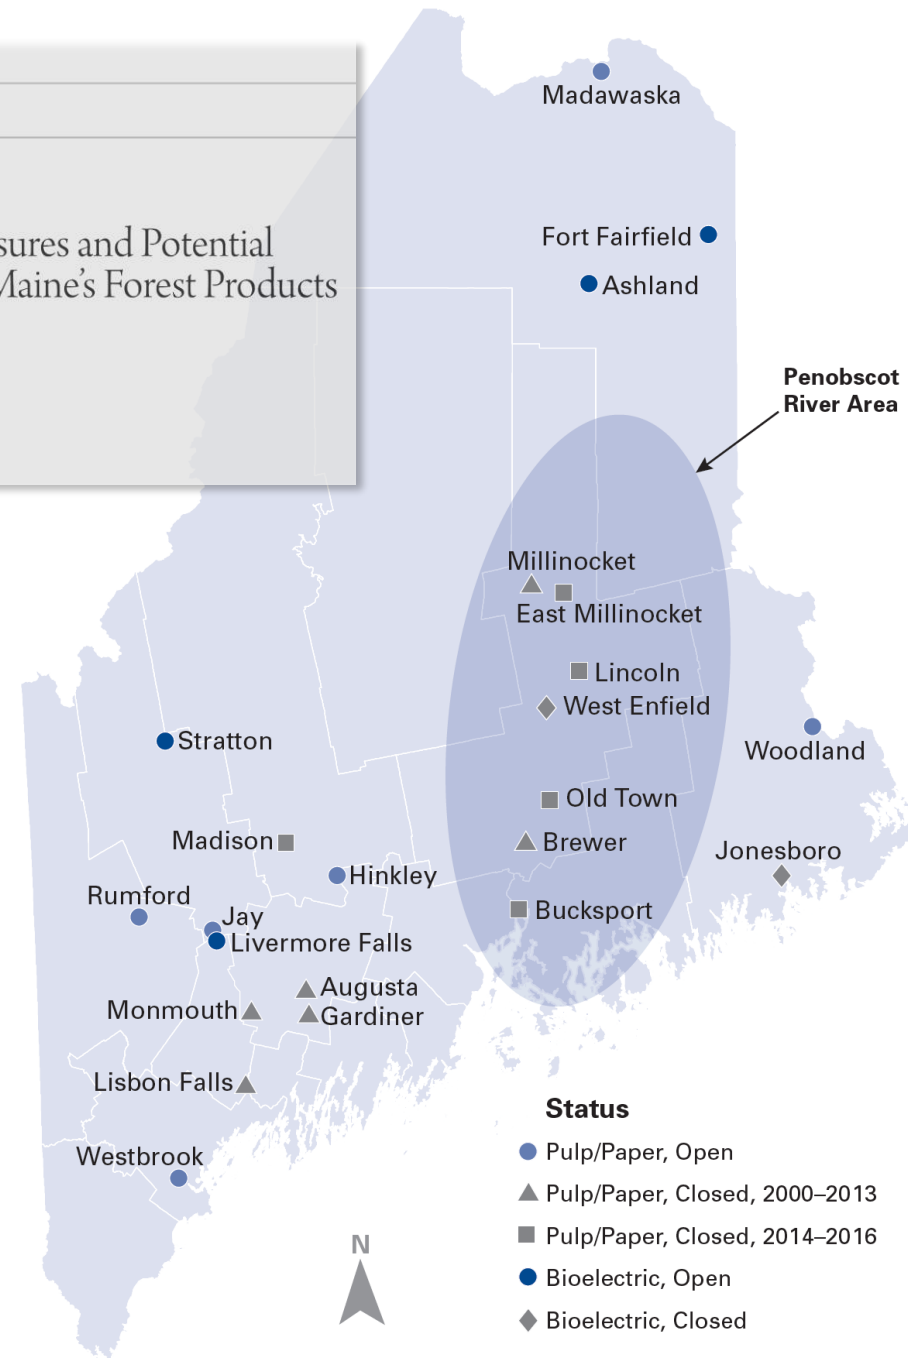 Madawaska
sures and Potential
Maine's Forest Products
Fort Fairfield
Ashland
Penobscot
River Area
Millinocket
East Millinocket
Lincoln
West Enfield
Stratton
Woodland
Old Town
Madison
Brewer
Jonesboro
Hinkley
Rumford
Jay
Bucksport
Livermore Falls
Augusta
Monmouth
Gardiner
Lisbon Falls
Westbrook
N
Status
Pulp/Paper, Open
Pulp/Paper, Closed, 2000–2013
Pulp/Paper, Closed, 2014–2016
Bioelectric, Open
Bioelectric, Closed